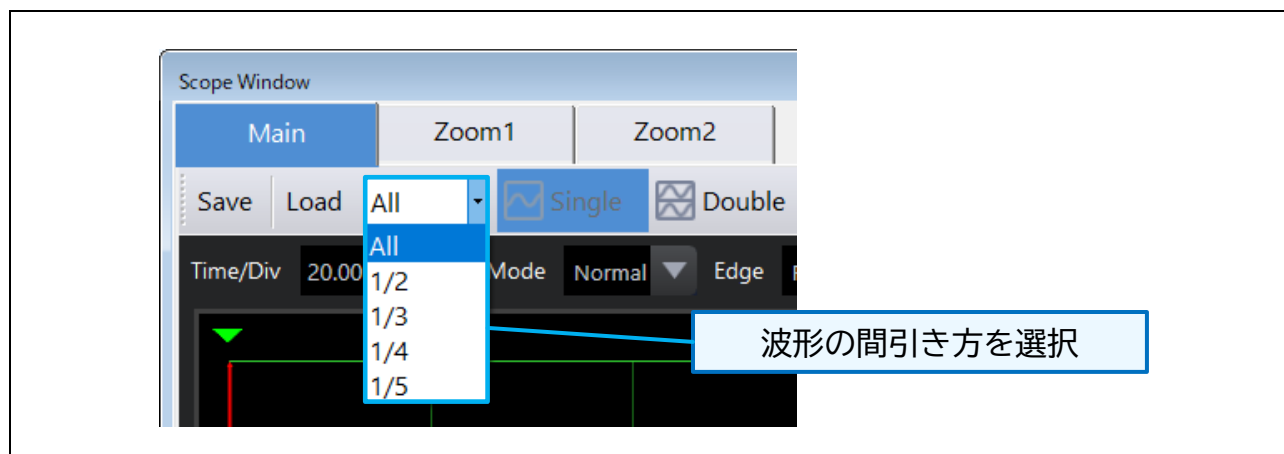 Scope Window
Main Zoom1 Zoom2
Save Load All Single Double
All
Time/Div 20.00 Mode Normal Edge
1/2
1/3
1/4
1/5
波形の間引き方を選択